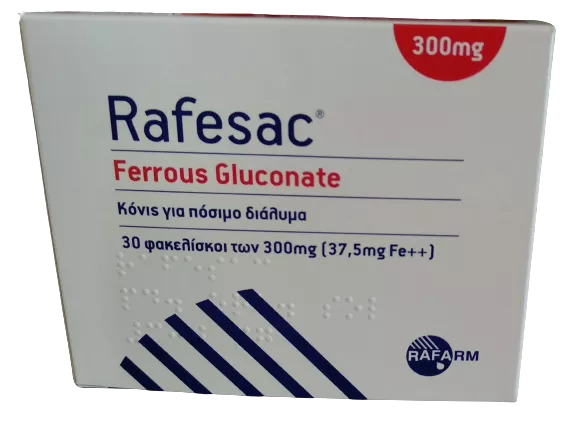 300mg
Rafesac®
Ferrous Gluconate
Κόνις για πόσιμο διάλυμα
30 φακελίσκοι των 300mg (37,5mg Fe++)
RAFARM